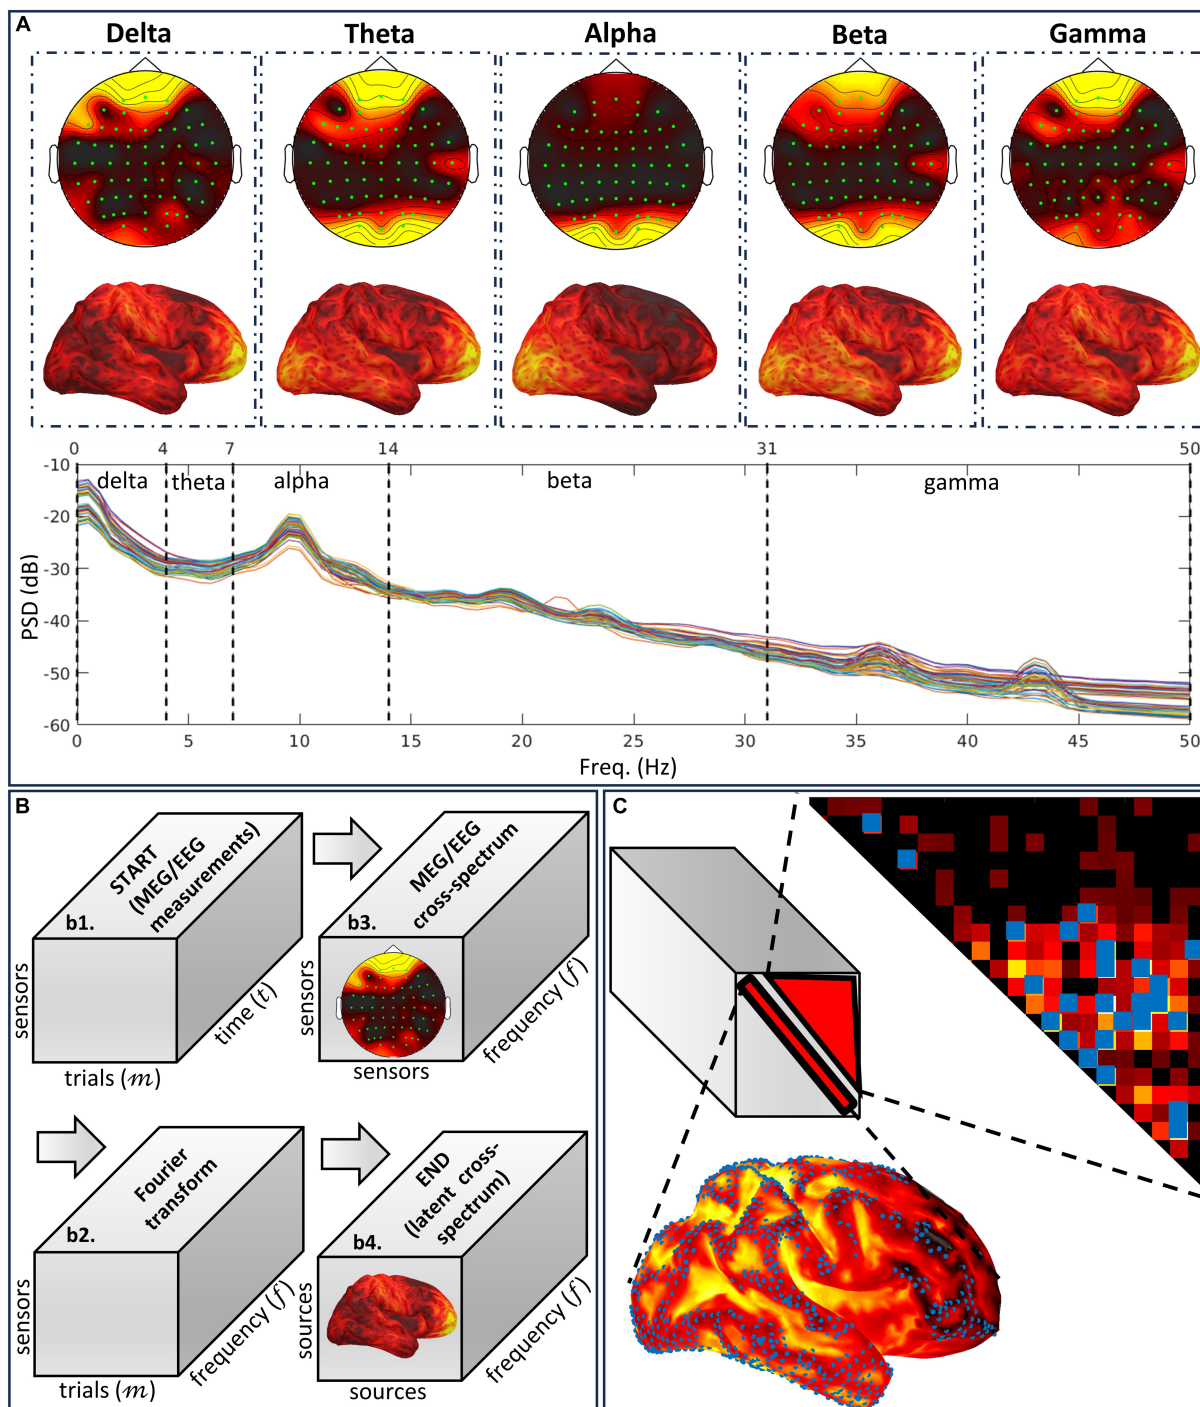 A
Delta Theta Alpha Beta Gamma
0 4 7 14 31 50
-10
delta theta alpha beta gamma
-20
-30
-40
-50
-60
PSD (dB)
0 5 10 15 20 25 30 35 40 45 50
Freq. (Hz)
B
START
(MEG/EEG
measurements)
b1.
sensors
time (t)
trials (m)
MEG/EEG
cross-spectrum
b3.
sensors
frequency (f)
sensors
Fourier
transform
b2.
sensors
frequency (f)
trials (m)
END
(latent cross-
spectrum)
b4.
sources
frequency (f)
sources
C